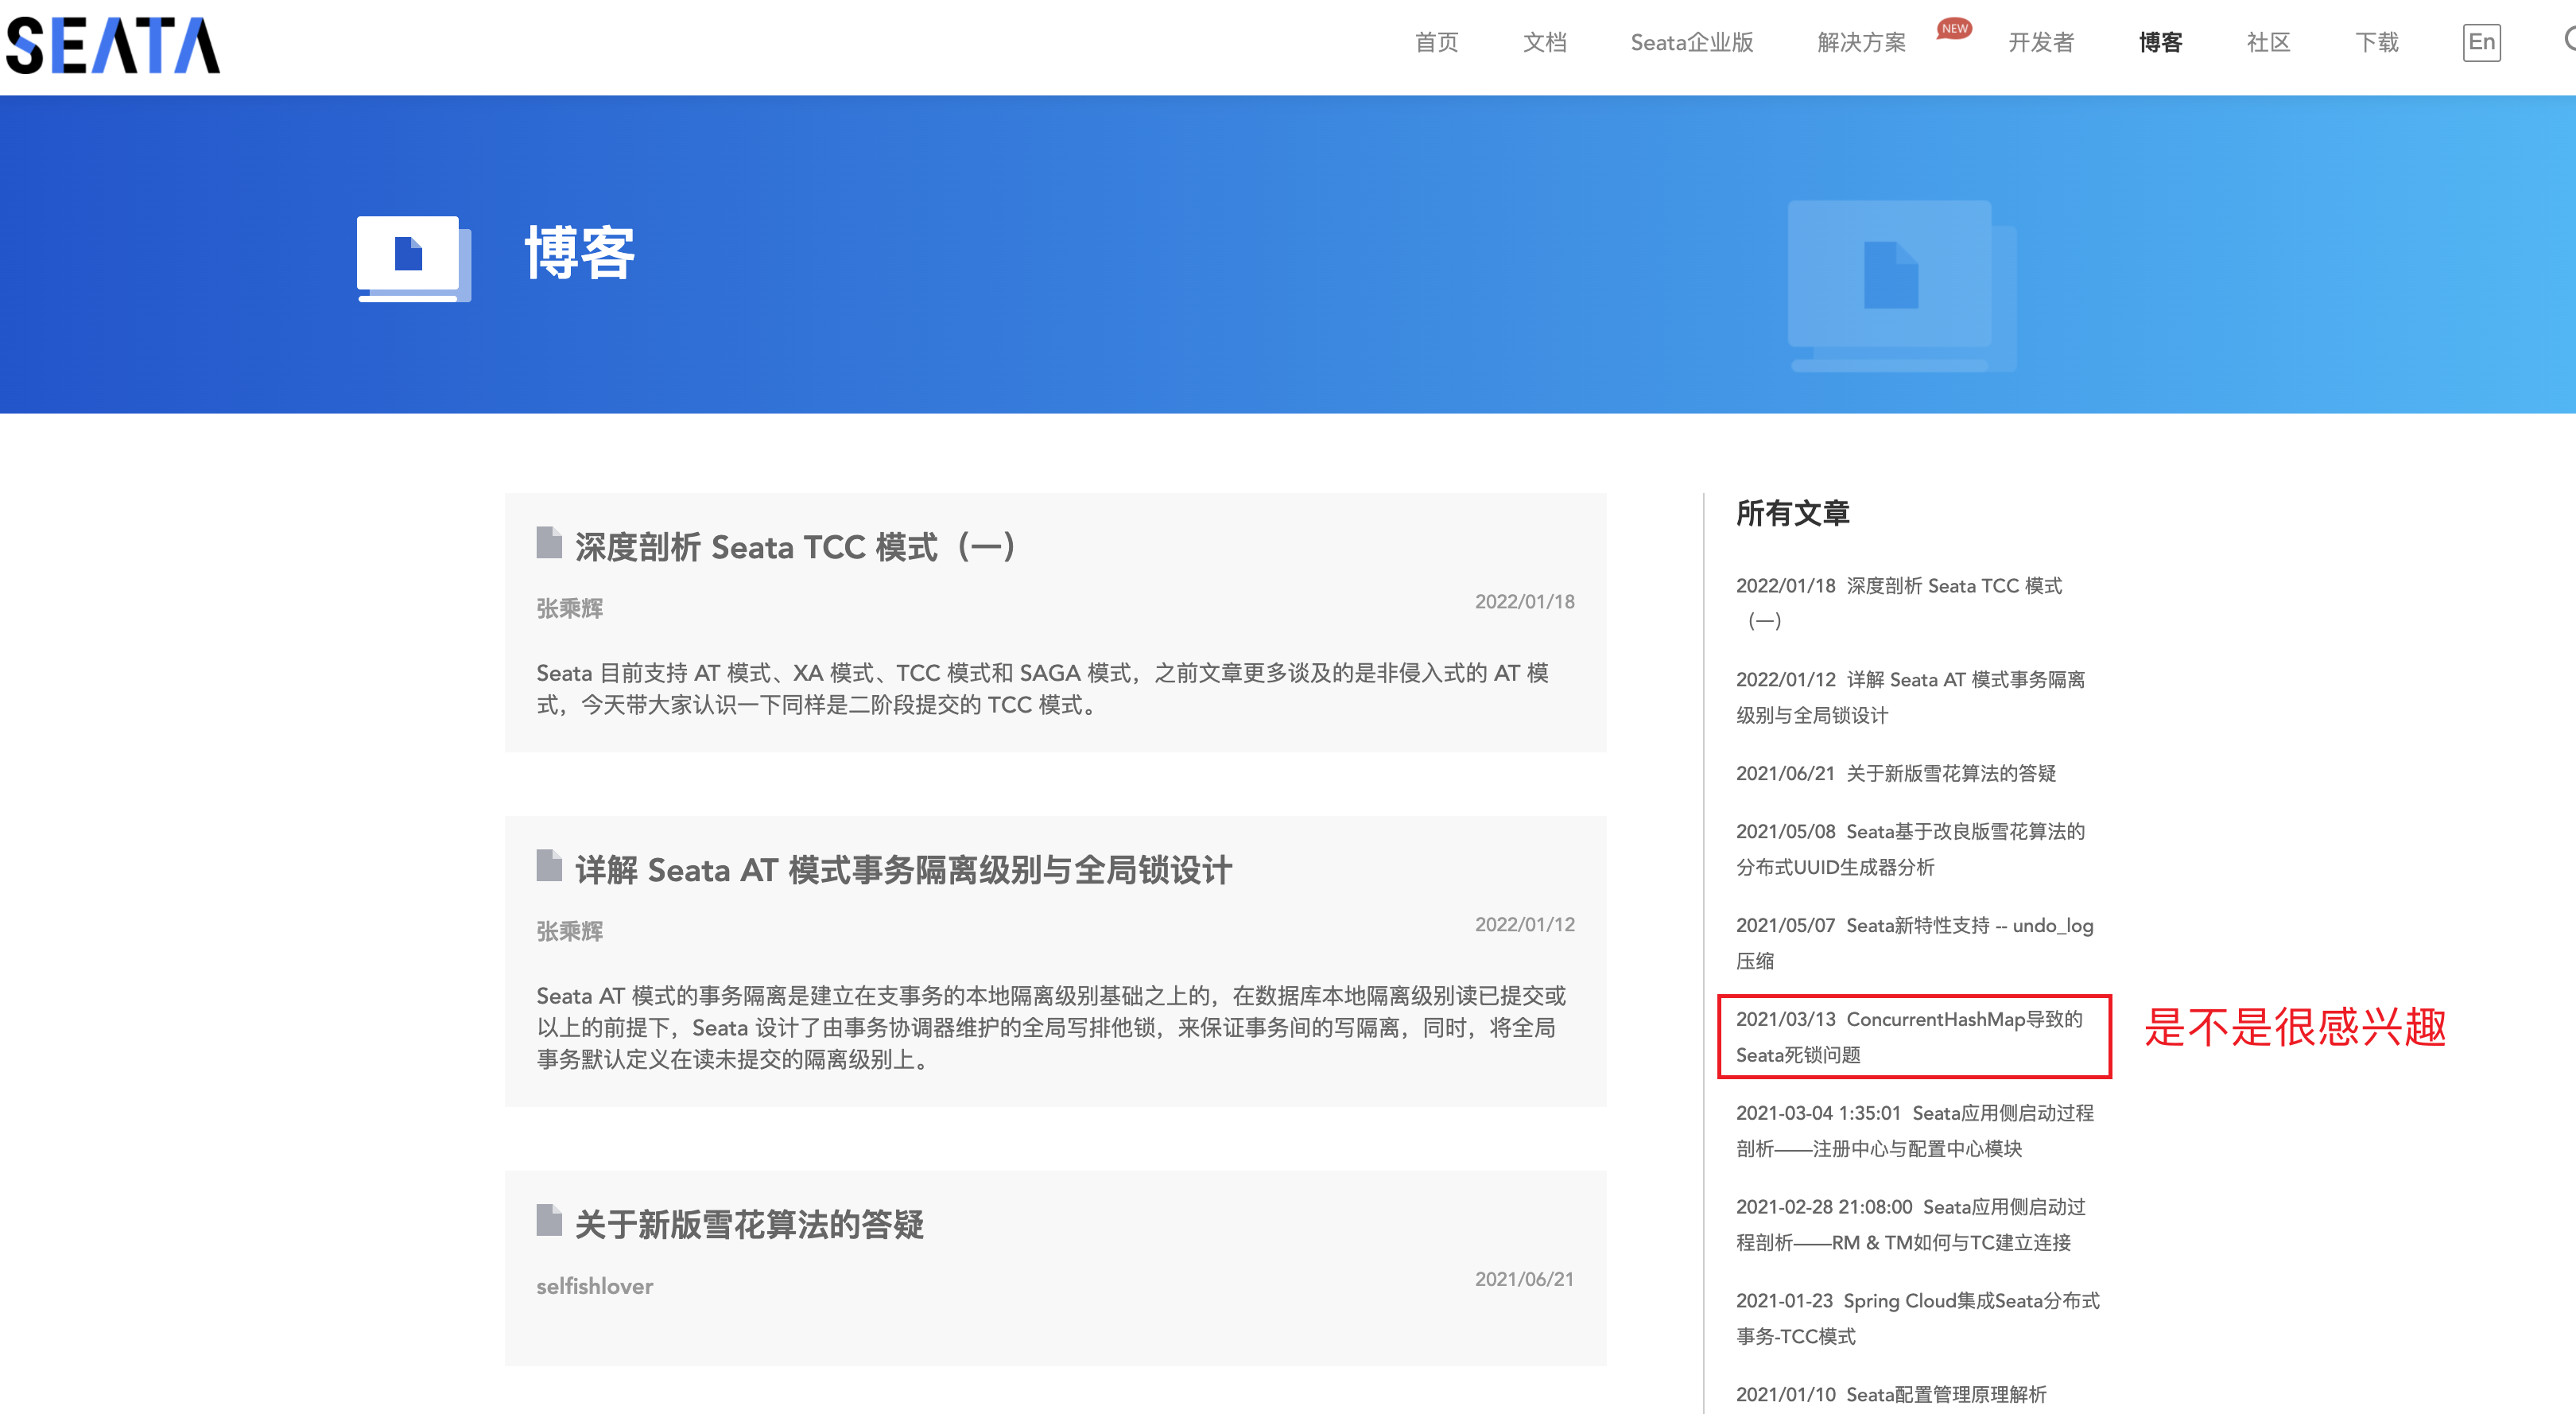 SEATA
首页 文档 Seata企业版 解决方案 NEW 开发者 博客 社区 下载 En
博客
深度剖析 Seata TCC 模式（一）
张乘辉
2022/01/18
Seata 目前支持 AT 模式、XA 模式、TCC 模式和 SAGA 模式，之前文章更多谈及的是非侵入式的 AT 模
式，今天带大家认识一下同样是二阶段提交的 TCC 模式。
详解 Seata AT 模式事务隔离级别与全局锁设计
张乘辉
2022/01/12
Seata AT 模式的事务隔离是建立在支事务的本地隔离级别基础之上的，在数据库本地隔离级别读已提交或
以上的前提下，Seata 设计了由事务协调器维护的全局写排他锁，来保证事务间的写隔离，同时，将全局
事务默认定义在读未提交的隔离级别上。
关于新版雪花算法的答疑
selfishlover
2021/06/21
所有文章
2022/01/18 深度剖析 Seata TCC 模式
（一）
2022/01/12 详解 Seata AT 模式事务隔离
级别与全局锁设计
2021/06/21 关于新版雪花算法的答疑
2021/05/08 Seata基于改良版雪花算法的
分布式UUID生成器分析
2021/05/07 Seata新特性支持 -- undo_log
压缩
2021/03/13 ConcurrentHashMap导致的
Seata死锁问题
是不是很感兴趣
2021-03-04 1:35:01 Seata应用侧启动过程
剖析——注册中心与配置中心模块
2021-02-28 21:08:00 Seata应用侧启动过
程剖析——RM & TM如何与TC建立连接
2021-01-23 Spring Cloud集成Seata分布式
事务-TCC模式
2021/01/10 Seata配置管理原理解析